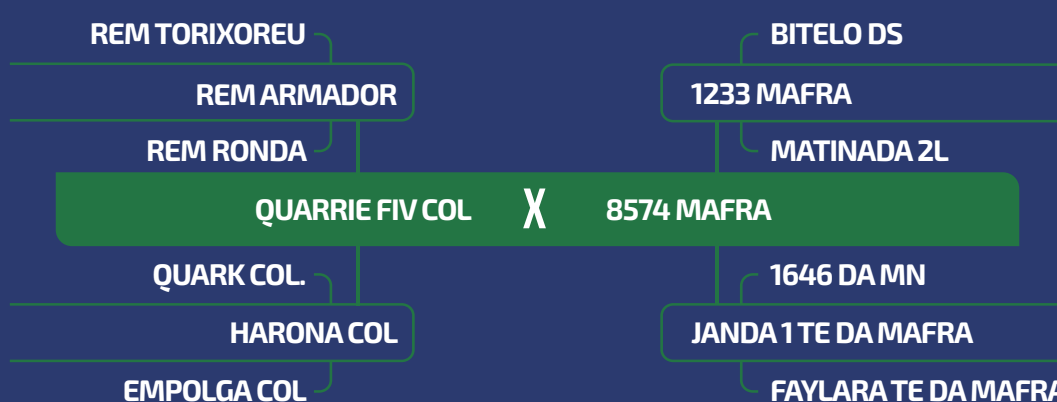 REM TORIXOREU
BITELO DS
REM ARMADOR
1233 MAFRA
REM RONDA
MATINADA 2L
QUARRIE FIV COL X 8574 MAFRA
QUARK COL.
1646 DA MN
HARONA COL
JANDA 1 TE DA MAFRA
EMPOLGA COL
FAYLARA TE DA MAFRA